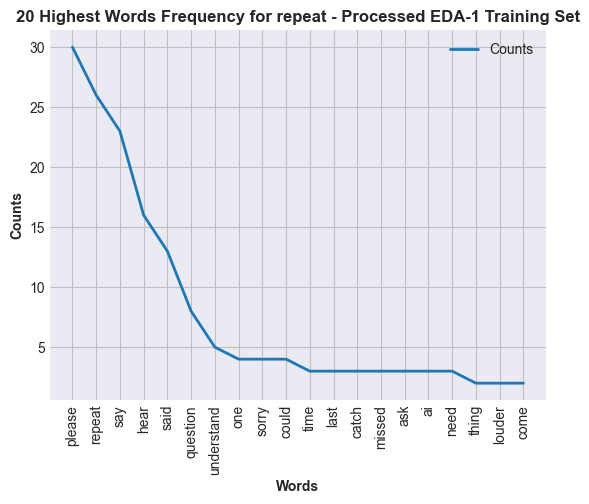 20 Highest Words Frequency for repeat - Processed EDA-1 Training Set
Counts
30
25
20
15
10
5
Counts
please
repeat
say
hear
said
question
understand
one
sorry
could
time
last
catch
missed
ask
ai
need
thing
louder
come
Words